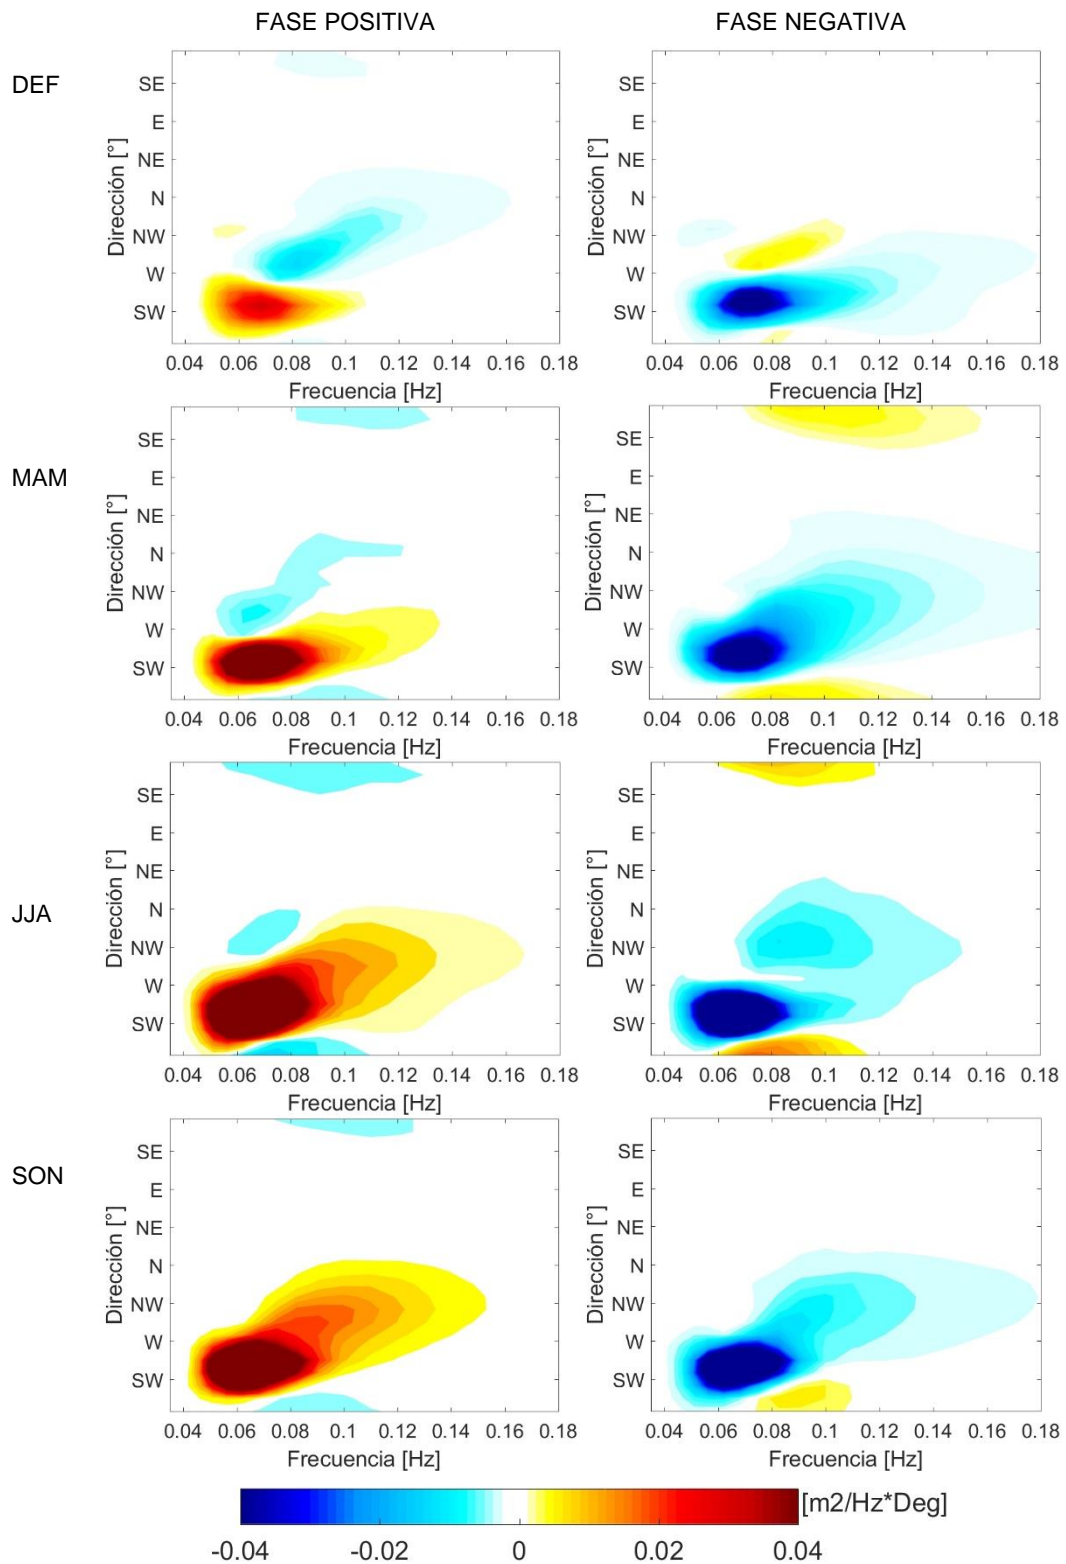 FASE POSITIVA FASE NEGATIVA
DEF
Dirección [°]
SE
E
NE
N
NW
W
SW
0.04 0.06 0.08 0.1 0.12 0.14 0.16 0.18
Frecuencia [Hz]
Dirección [°]
SE
E
NE
N
NW
W
SW
0.04 0.06 0.08 0.1 0.12 0.14 0.16 0.18
Frecuencia [Hz]
MAM
Dirección [°]
SE
E
NE
N
NW
W
SW
0.04 0.06 0.08 0.1 0.12 0.14 0.16 0.18
Frecuencia [Hz]
Dirección [°]
SE
E
NE
N
NW
W
SW
0.04 0.06 0.08 0.1 0.12 0.14 0.16 0.18
Frecuencia [Hz]
JJA
Dirección [°]
SE
E
NE
N
NW
W
SW
0.04 0.06 0.08 0.1 0.12 0.14 0.16 0.18
Frecuencia [Hz]
Dirección [°]
SE
E
NE
N
NW
W
SW
0.04 0.06 0.08 0.1 0.12 0.14 0.16 0.18
Frecuencia [Hz]
SON
Dirección [°]
SE
E
NE
N
NW
W
SW
0.04 0.06 0.08 0.1 0.12 0.14 0.16 0.18
Frecuencia [Hz]
Dirección [°]
SE
E
NE
N
NW
W
SW
0.04 0.06 0.08 0.1 0.12 0.14 0.16 0.18
Frecuencia [Hz]
[m2/Hz*Deg]
-0.04 -0.02 0 0.02 0.04